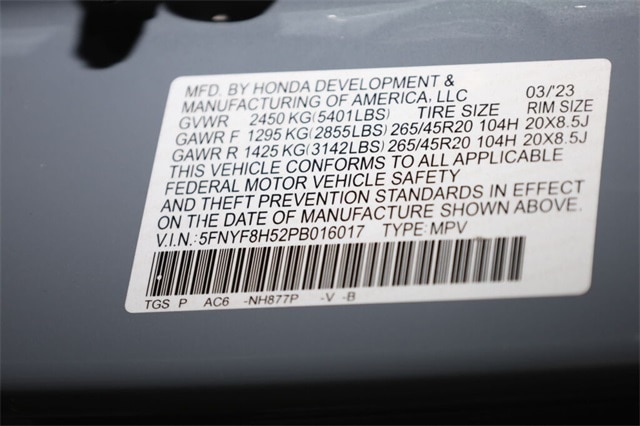 MFD. BY HONDA DEVELOPMENT &
MANUFACTURING OF AMERICA, LLC 03/'23
GVWR 2450 KG(5401LBS) TIRE SIZE RIM SIZE
GAWR F 1295 KG(2855LBS) 265/45R20 104H 20X8.5J
GAWR R 1425 KG(3142LBS) 265/45R20 104H 20X8.5J
THIS VEHICLE CONFORMS TO ALL APPLICABLE
FEDERAL MOTOR VEHICLE SAFETY
AND THEFT PREVENTION STANDARDS IN EFFECT
ON THE DATE OF MANUFACTURE SHOWN ABOVE.
V.I.N.: 5FNYF8H52PB016017 TYPE: MPV
TGS P AC6 -NH877P -V -B